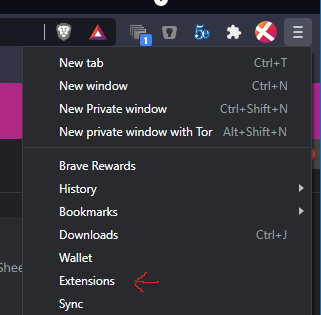 1
5e
New tab Ctrl+T
New window Ctrl+N
New Private window Ctrl+Shift+N
New private window with Tor Alt+Shift+N
Brave Rewards
History
Bookmarks
Downloads Ctrl+J
Wallet
Shee
Extensions
Sync